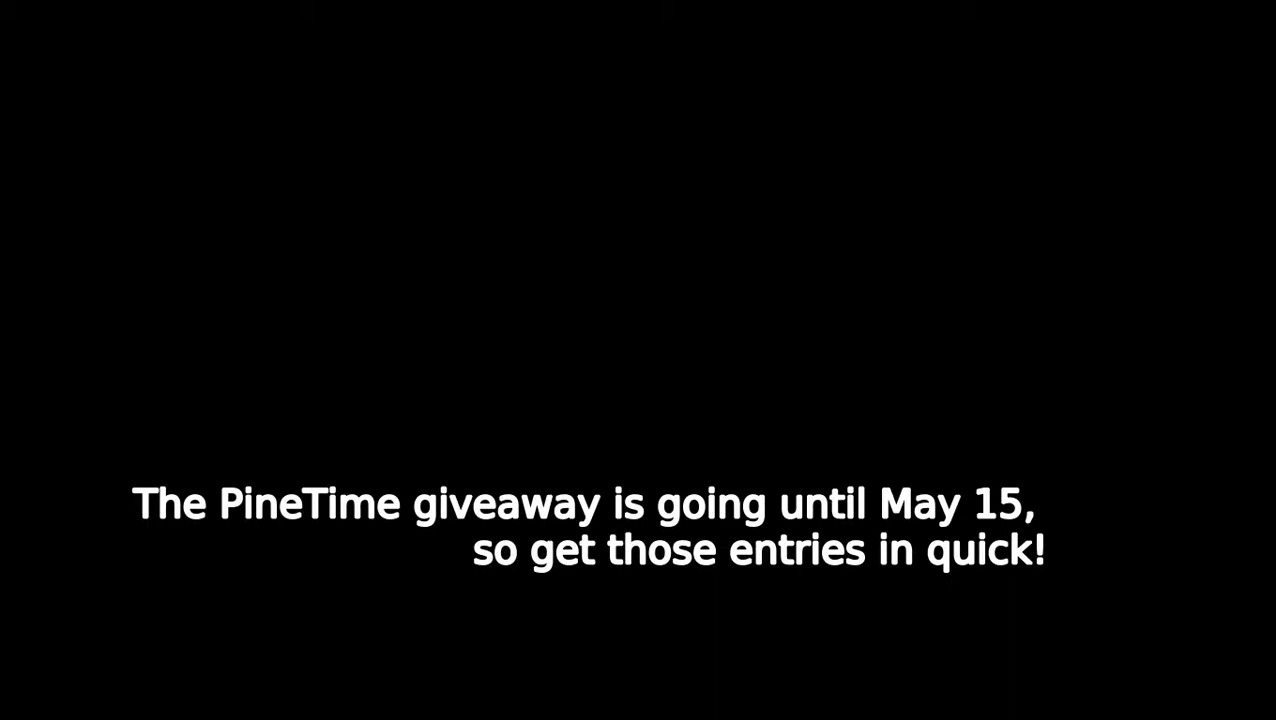 The PineTime giveaway is going until May 15,
so get those entries in quick!